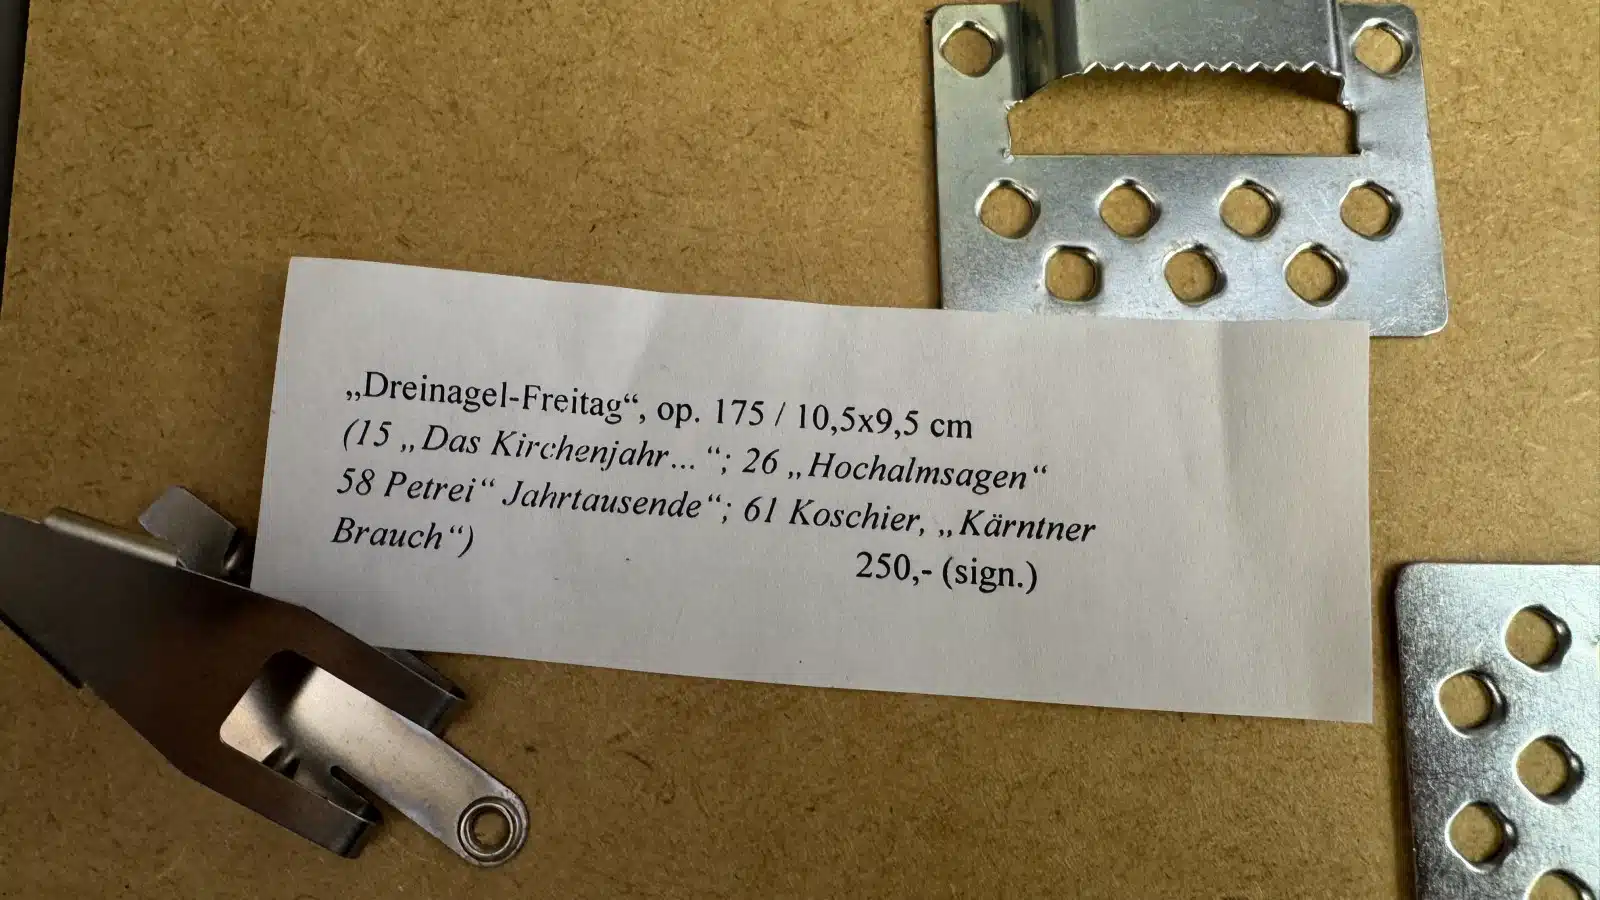 „Dreinagel-Freitag“, op. 175 / 10,5x9,5 cm
(15 „Das Kirchenjahr... “; 26 „Hochalmsagen“
58 Petrei“ Jahrtausende“; 61 Koschier, „Kärntner
Brauch“) 250,- (sign.)